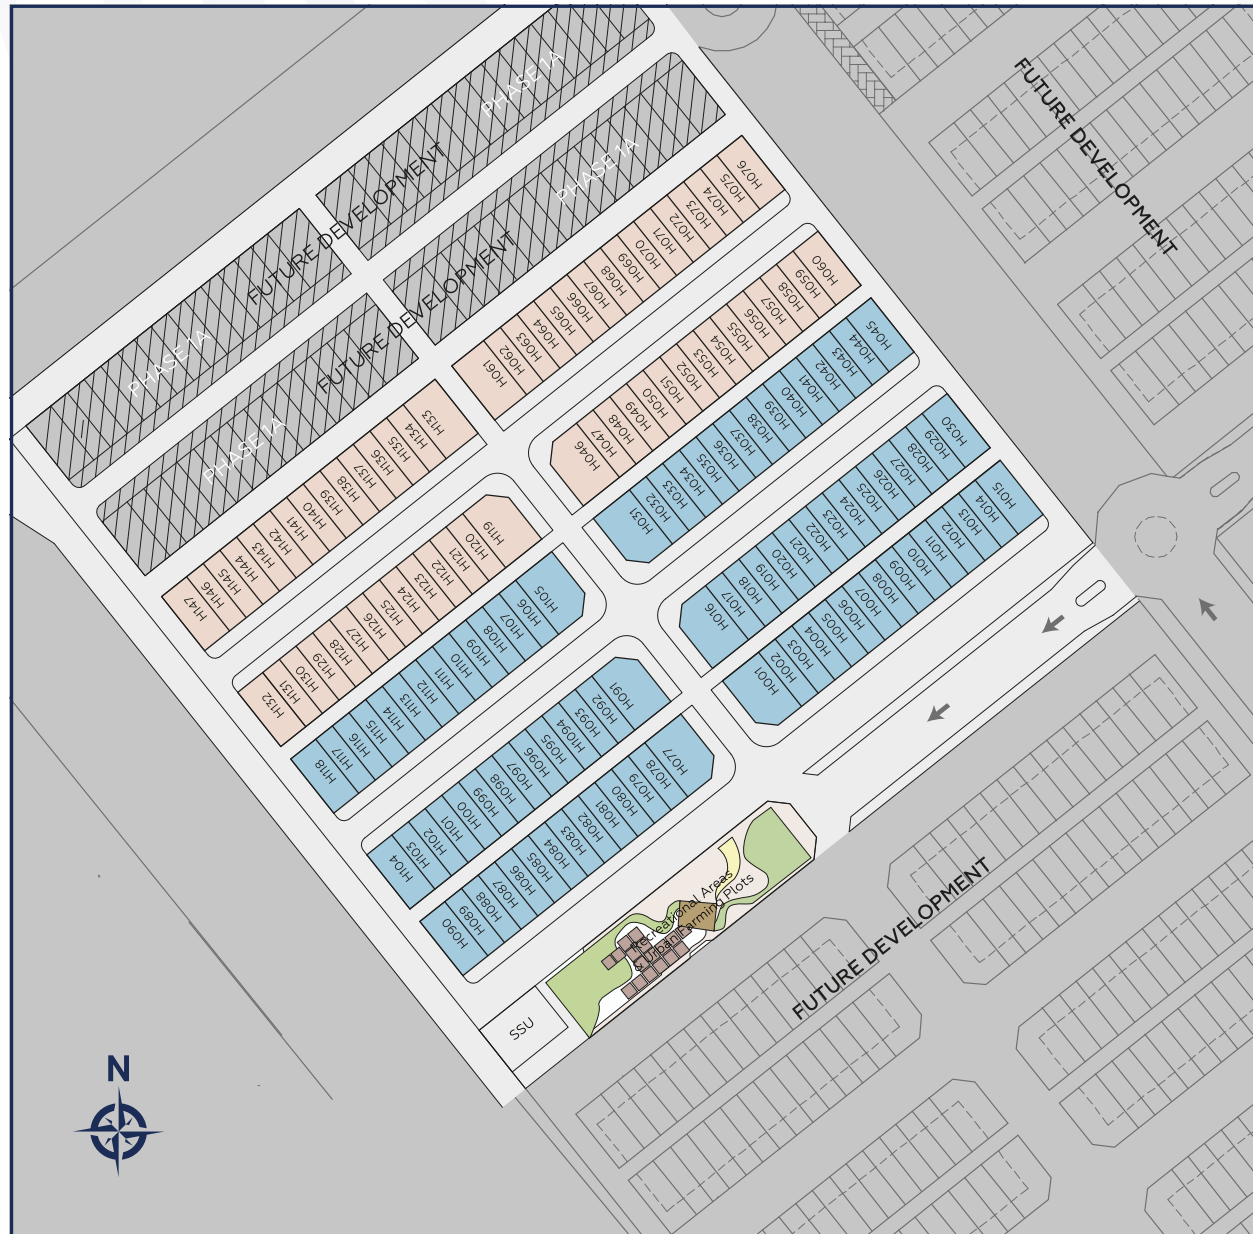 PHASE 1A
FUTURE DEVELOPMENT
PHASE 1A
PHASE 1A
FUTURE DEVELOPMENT
PHASE 1A
FUTURE DEVELOPMENT
H061
H062
H063
H064
H065
H066
H067
H068
H069
H070
H071
H072
H073
H074
H075
H076
H046
H047
H048
H049
H050
H051
H052
H053
H054
H055
H056
H057
H058
H059
H060
H031
H032
H033
H034
H035
H036
H037
H038
H039
H040
H041
H042
H043
H044
H045
H016
H017
H018
H019
H020
H021
H022
H023
H024
H025
H026
H027
H028
H029
H030
H001
H002
H003
H004
H005
H006
H007
H008
H009
H010
H011
H012
H013
H014
H015
H147
H146
H145
H144
H143
H142
H141
H140
H139
H138
H137
H136
H135
H134
H133
H132
H131
H130
H129
H128
H127
H126
H125
H124
H123
H122
H121
H120
H119
H118
H117
H116
H115
H114
H113
H112
H111
H110
H109
H108
H107
H106
H105
H104
H103
H102
H101
H100
H099
H098
H097
H096
H095
H1094
H093
H092
H091
H090
H089
H088
H087
H086
H085
H084
H083
H082
H081
H080
H079
H078
H077
Recreational Areas
& Urban Farming Plots
SSU
FUTURE DEVELOPMENT
N